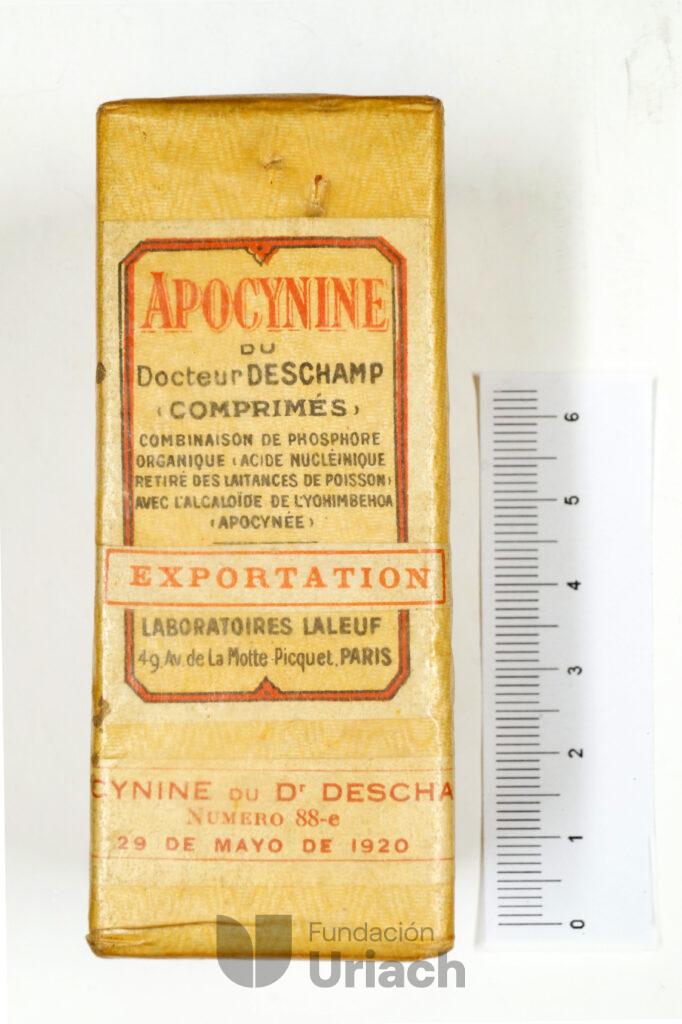 APOCYNINE
DU
Docteur DESCHAMP
(COMPRIMÉS)
COMBINAISON DE PHOSPHORE
ORGANIQUE (ACIDE NUCLÉINIQUE
RETIRÉ DES LAITANCES DE POISSON)
AVEC L'ALCALOÏDE DE L'YOHIMBEHOA
(APOCYNÉE)
EXPORTATION
LABORATOIRES LALEUF
49, Av. de La Motte-Picquet, PARIS
CYNINE DU Dr DESCHA
NUMERO 88-e
29 DE MAYO DE 1920
6
5
4
3
2
1
0
Fundación
Uriach